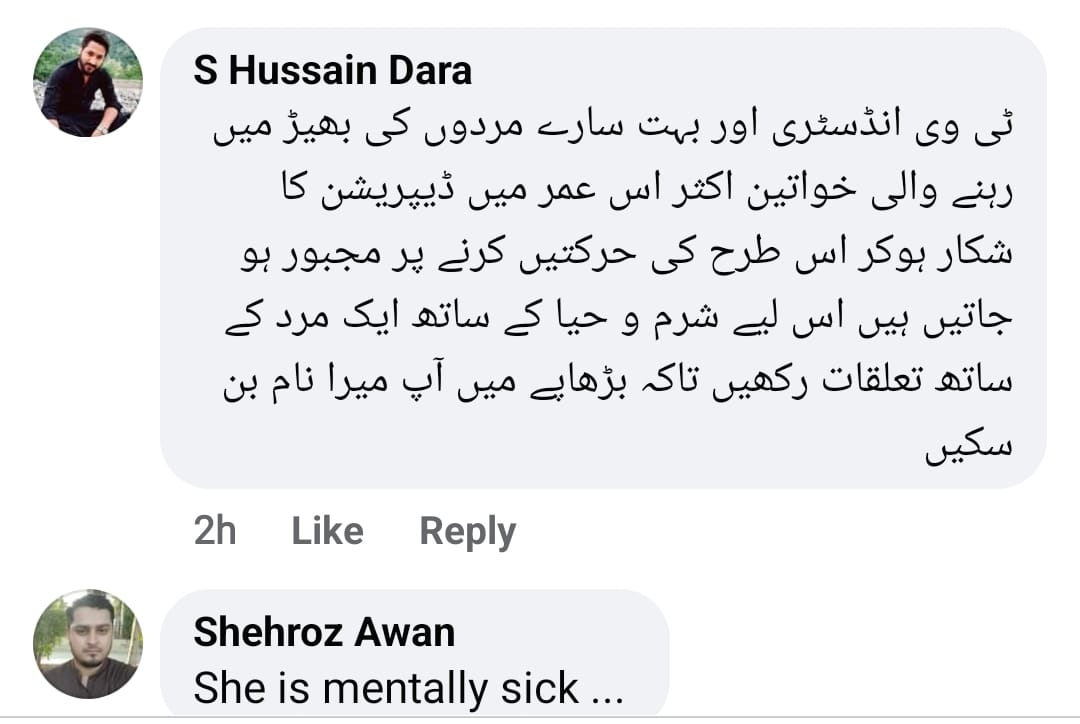 S Hussain Dara
ٹی وی انڈسٹری اور بہت سارے مردوں کی بھیڑ میں
رہنے والی خواتین اکثر اس عمر میں ڈیپریشن کا
شکار ہوکر اس طرح کی حرکتیں کرنے پر مجبور ہو
جاتیں ہیں اس لیے شرم و حیا کے ساتھ ایک مرد کے
ساتھ تعلقات رکھیں تاکہ بڑھاپے میں آپ میرا نام بن
سکیں
2h Like Reply
Shehroz Awan
She is mentally sick ...